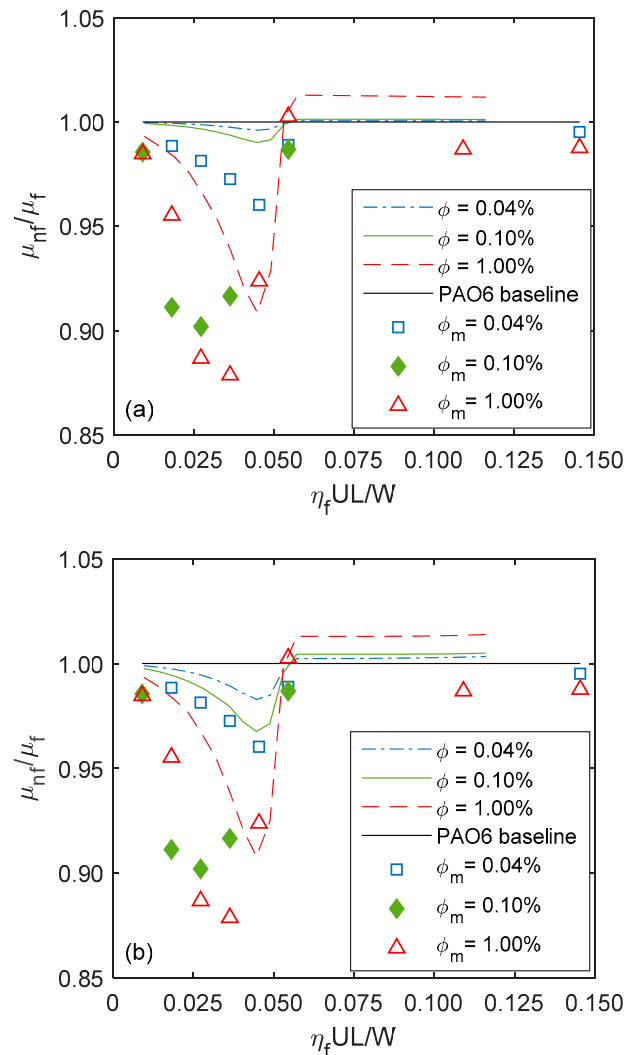 1.05
1.00
0.95
0.90
0.85
μnf/μf
ϕ = 0.04%
ϕ = 0.10%
ϕ = 1.00%
PAO6 baseline
ϕm= 0.04%
ϕm= 0.10%
ϕm= 1.00%
(a)
0 0.025 0.050 0.075 0.100 0.125 0.150
ηfUL/W
1.05
1.00
0.95
0.90
0.85
μnf/μf
ϕ = 0.04%
ϕ = 0.10%
ϕ = 1.00%
PAO6 baseline
ϕm= 0.04%
ϕm= 0.10%
ϕm= 1.00%
(b)
0 0.025 0.050 0.075 0.100 0.125 0.150
ηfUL/W